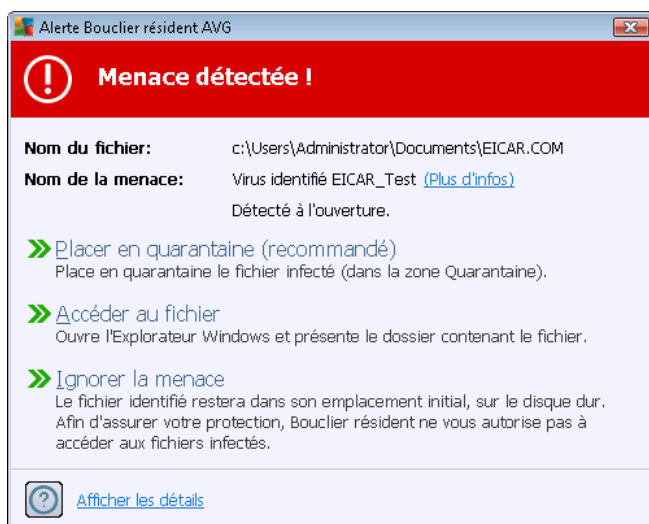 Alerte Bouclier résident AVG
Menace détectée !
Nom du fichier: c:\Users\Administrator\Documents\EICAR.COM
Nom de la menace: Virus identifié EICAR_Test (Plus d'infos)
Détecté à l'ouverture.
Placer en quarantaine (recommandé)
Place en quarantaine le fichier infecté (dans la zone Quarantaine).
Accéder au fichier
Ouvre l'Explorateur Windows et présente le dossier contenant le fichier.
Ignorer la menace
Le fichier identifié restera dans son emplacement initial, sur le disque dur.
Afin d'assurer votre protection, Bouclier résident ne vous autorise pas à
accéder aux fichiers infectés.
Afficher les détails